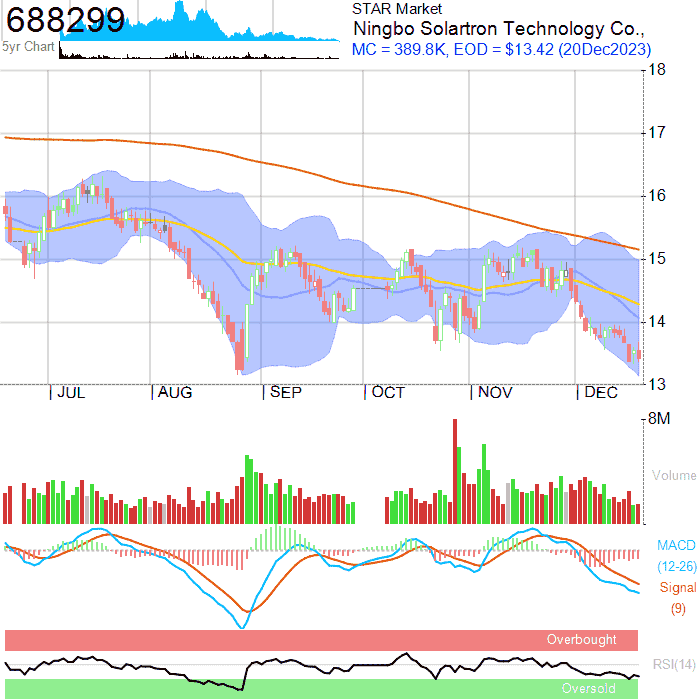 688299
5yr Chart
STAR Market
Ningbo Solartron Technology Co.,
MC = 389.8K, EOD = $13.42 (20Dec2023)
18
17
16
15
14
13
JUL AUG SEP OCT NOV DEC
8M
Volume
MACD
(12-26)
Signal
(9)
Overbought
RSI(14)
Oversold